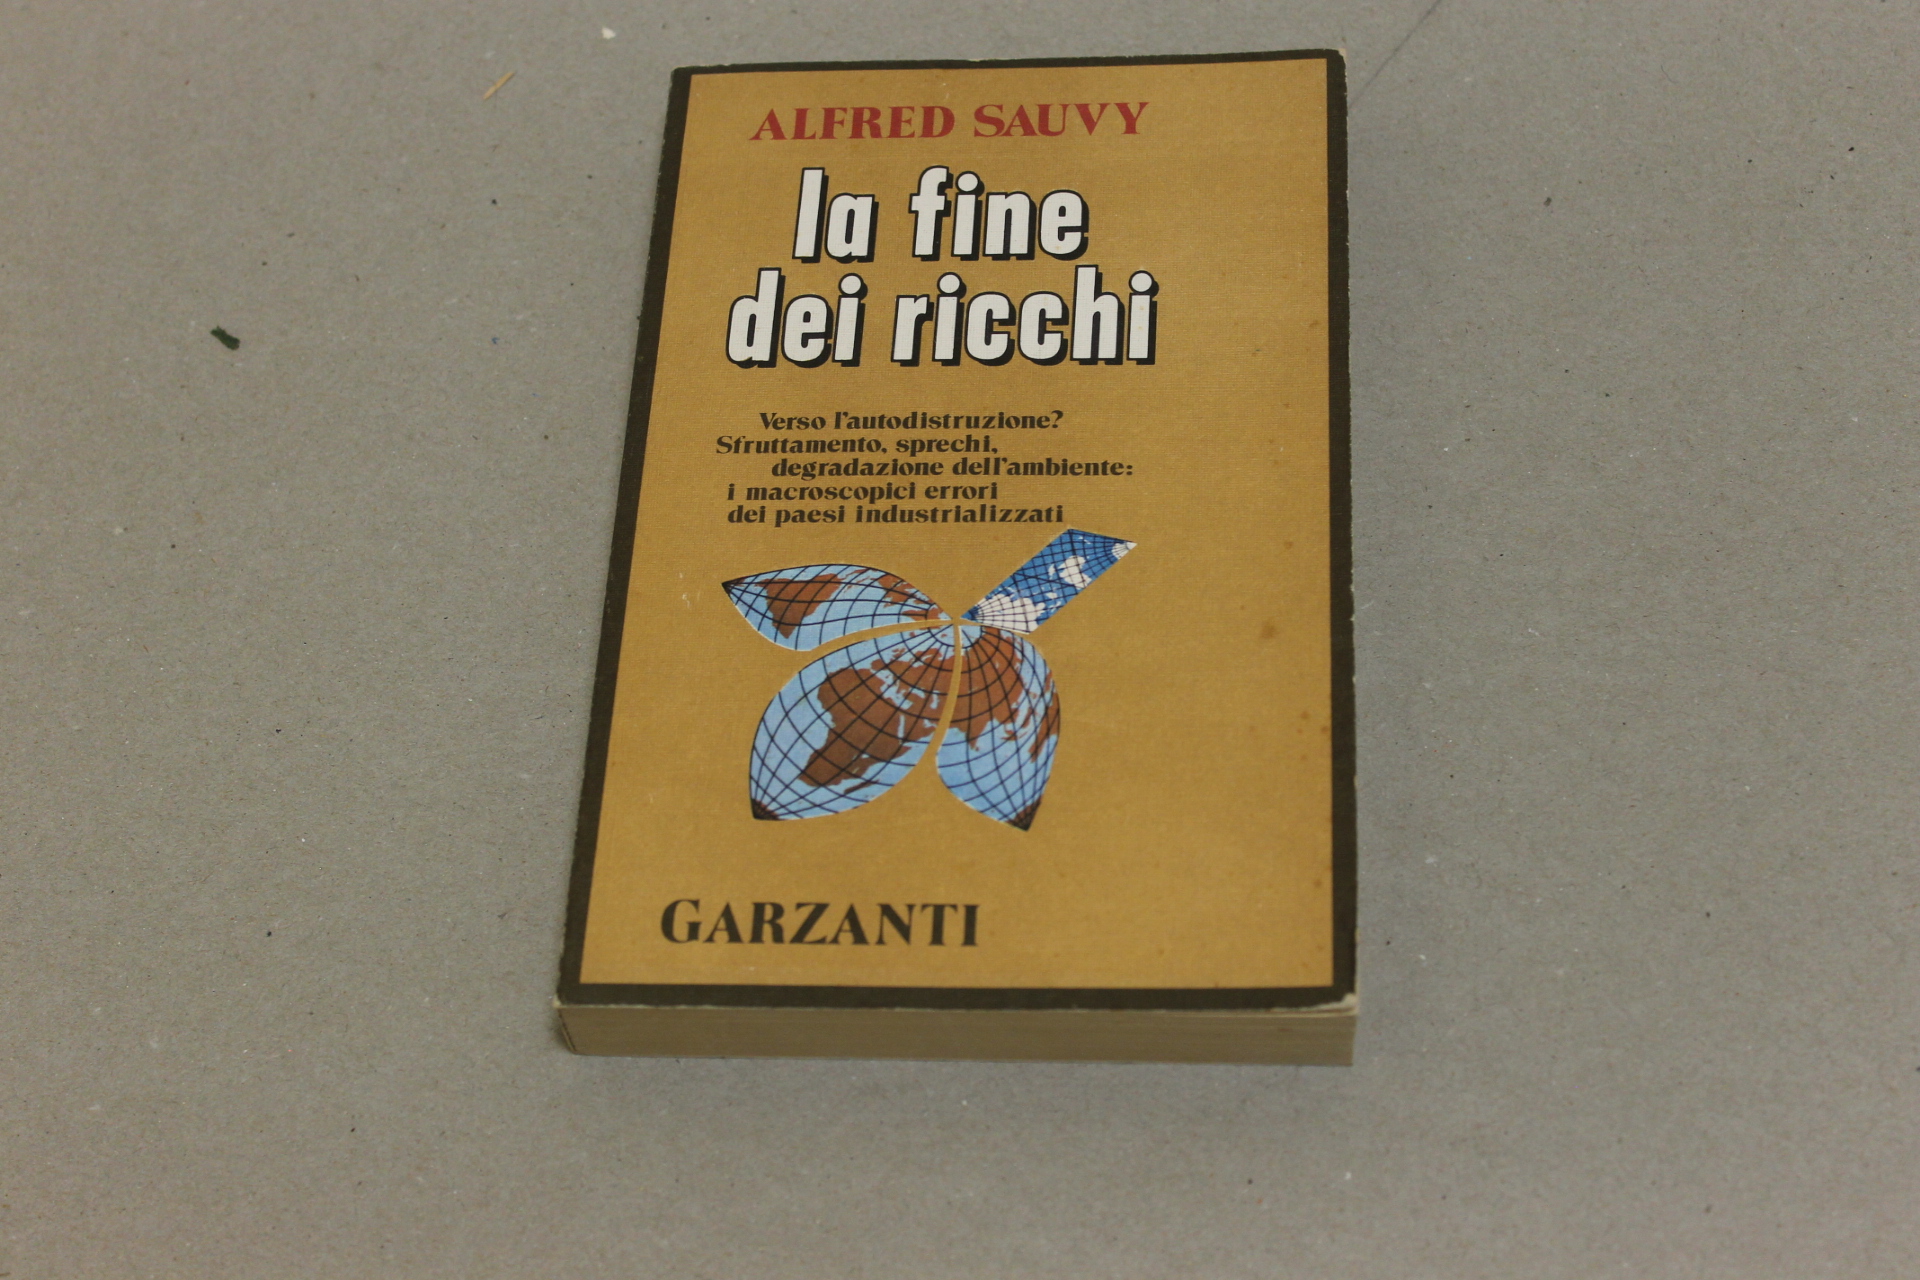 ALFRED SAUVY
la fine
dei ricchi
Verso l'autodistruzione?
Sfruttamento, sprechi,
degradazione dell'ambiente:
i macroscopici errori
dei paesi industrializzati
GARZANTI